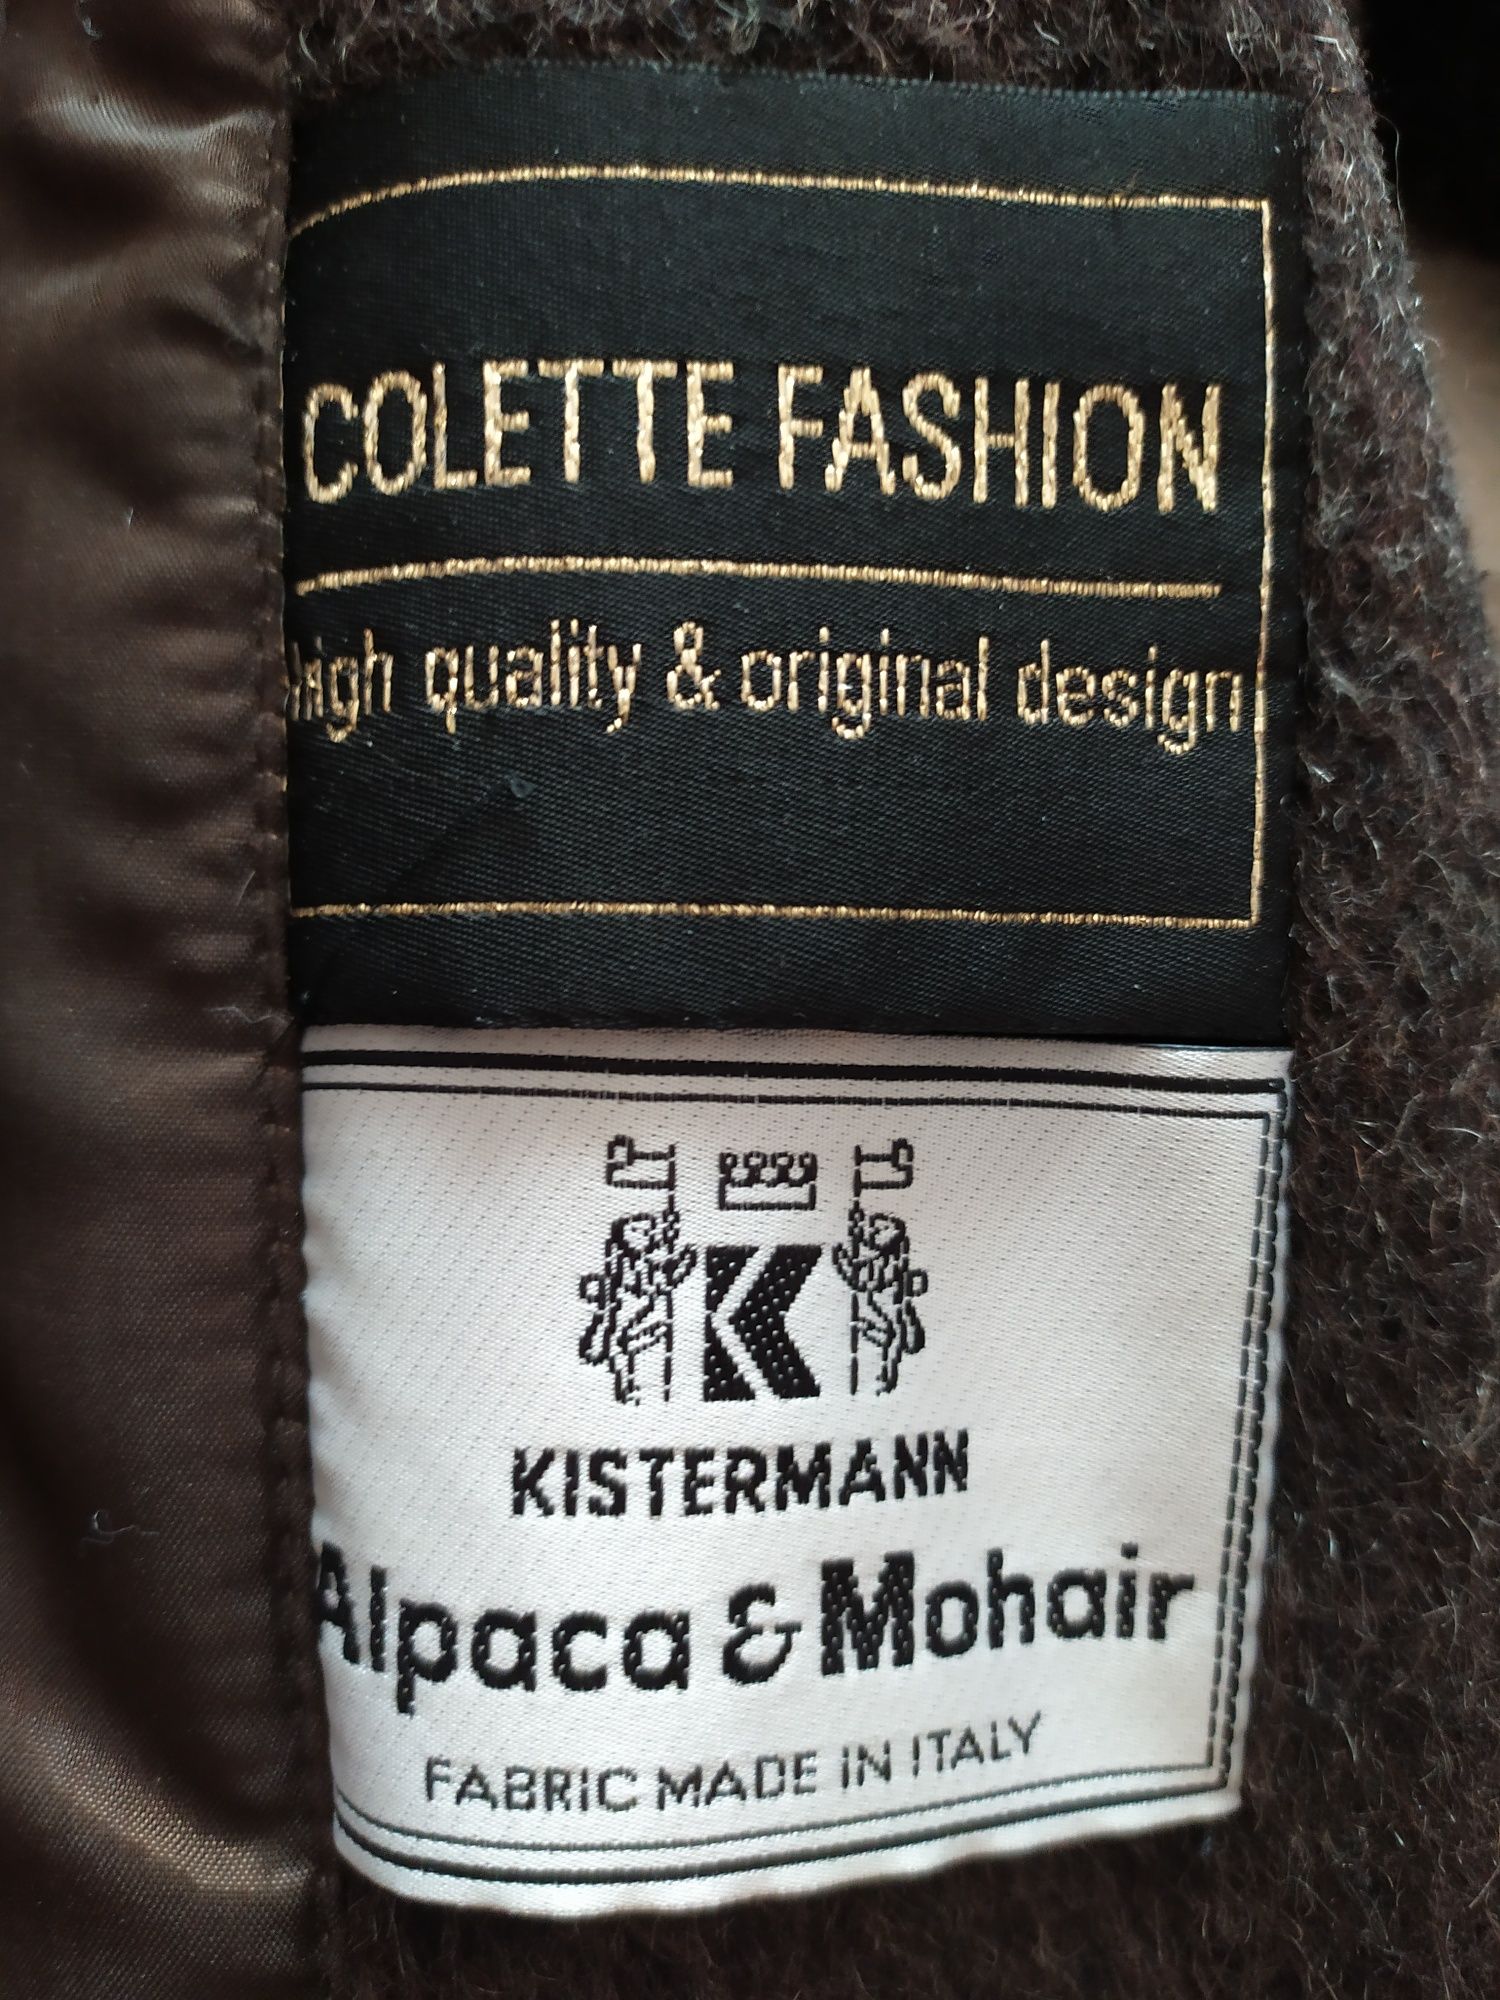 COLETTE FASHION
high quality & original design
K
KISTERMANN
Alpaca & Mohair
FABRIC MADE IN ITALY